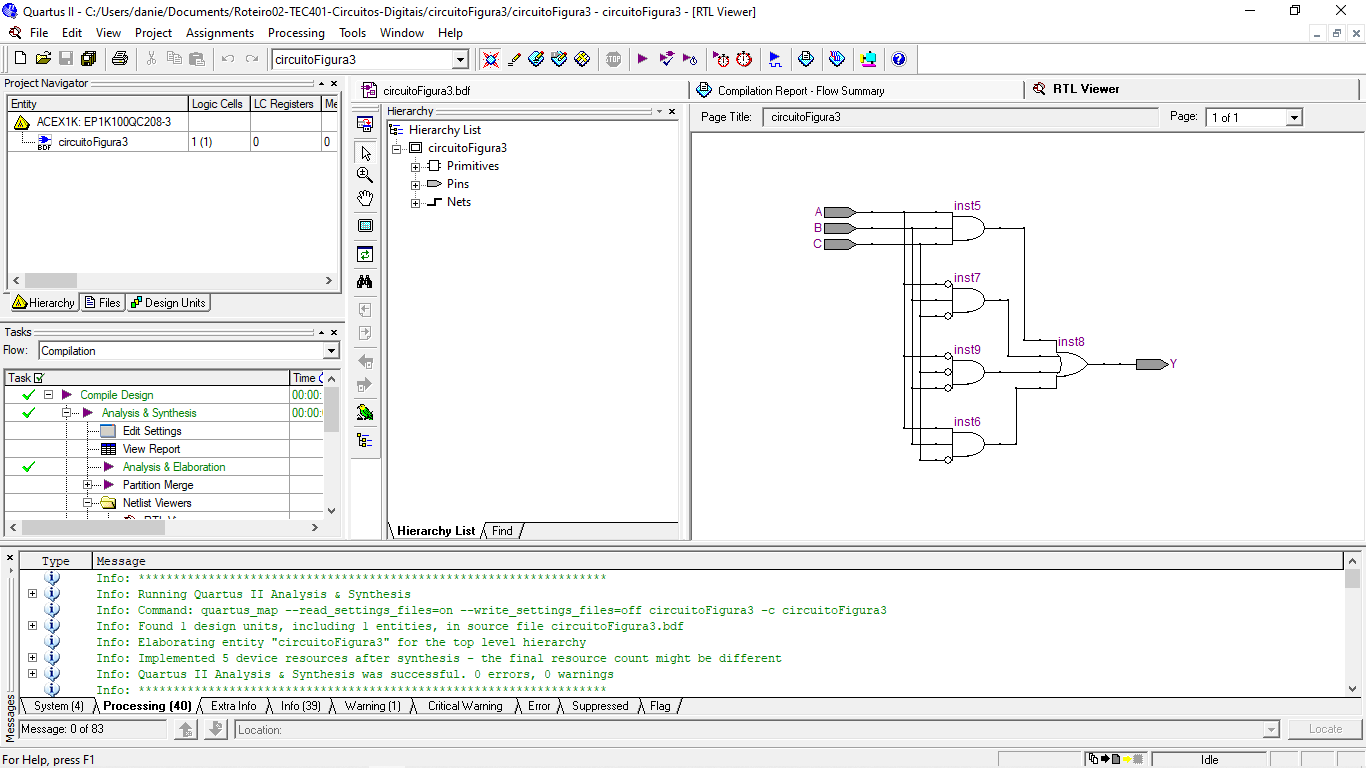 Quartus II - C:/Users/danie/Documents/Roteiro02-TEC401-Circuitos-Digitais/circuitoFigura3/circuitoFigura3 - circuitoFigura3 - [RTL Viewer]
File Edit View Project Assignments Processing Tools Window Help
circuitoFigura3
STOP
Project Navigator
Entity Logic Cells LC Registers Me
ACEX1K: EP1K100QC208-3
BDF circuitoFigura3 1 (1) 0 0
Hierarchy Files Design Units
Tasks
Flow: Compilation
Task Time
Compile Design 00:00:
Analysis & Synthesis 00:00:
Edit Settings
View Report
Analysis & Elaboration
Partition Merge
Netlist Viewers
circuitoFigura3.bdf
Compilation Report - Flow Summary
RTL Viewer
Hierarchy
Hierarchy List
circuitoFigura3
Primitives
Pins
Nets
Hierarchy List Find
Page Title: circuitoFigura3 Page: 1 of 1
A
B
C
inst5
inst7
inst9
inst6
inst8
Y
Type Message
Info: *******************************************************************
Info: Running Quartus II Analysis & Synthesis
Info: Command: quartus_map --read_settings_files=on --write_settings_files=off circuitoFigura3 -c circuitoFigura3
Info: Found 1 design units, including 1 entities, in source file circuitoFigura3.bdf
Info: Elaborating entity "circuitoFigura3" for the top level hierarchy
Info: Implemented 5 device resources after synthesis - the final resource count might be different
Info: Quartus II Analysis & Synthesis was successful. 0 errors, 0 warnings
Info: *******************************************************************
System (4) Processing (40) Extra Info Info (39) Warning (1) Critical Warning Error Suppressed Flag
Messages
Message: 0 of 83 Location: Locate
For Help, press F1 Idle